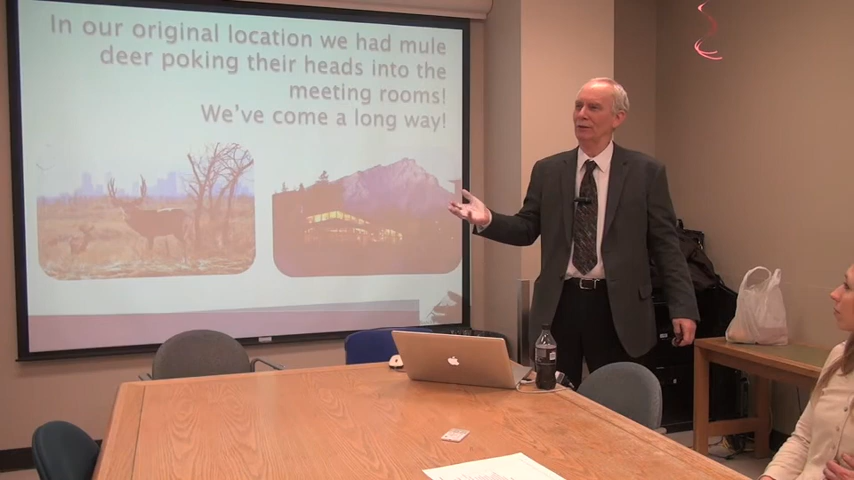 In our original location we had mule
deer poking their heads into the
meeting rooms!
We've come a long way!